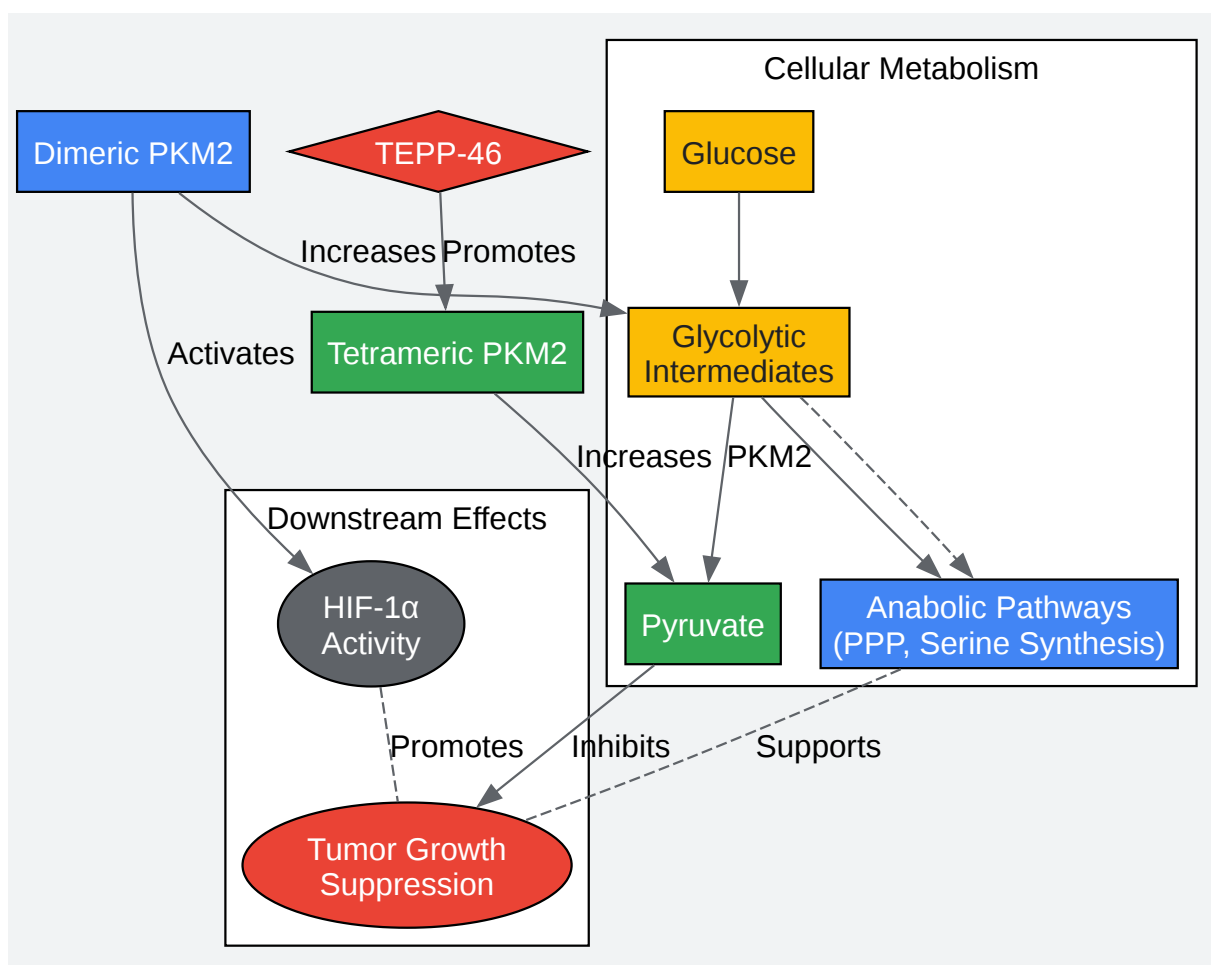 Cellular Metabolism
Dimeric PKM2
TEPP-46
Glucose
Increases
Promotes
Activates
Tetrameric PKM2
Glycolytic
Intermediates
Increases
PKM2
Downstream Effects
HIF-1α
Activity
Pyruvate
Anabolic Pathways
(PPP, Serine Synthesis)
Promotes
Inhibits
Supports
Tumor Growth
Suppression